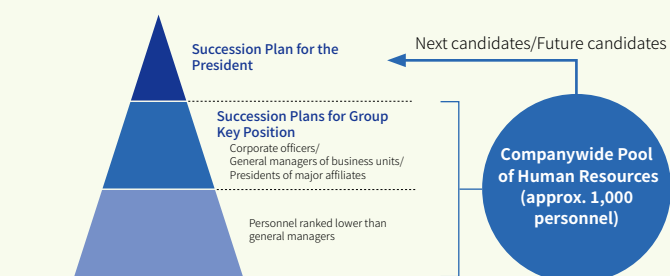 Next candidates/Future candidates
Succession Plan for the
President
Succession Plans for Group
Key Position
Corporate officers/
General managers of business units/
Presidents of major affiliates
Personnel ranked lower than
general managers
Companywide Pool
of Human Resources
(approx. 1,000
personnel)